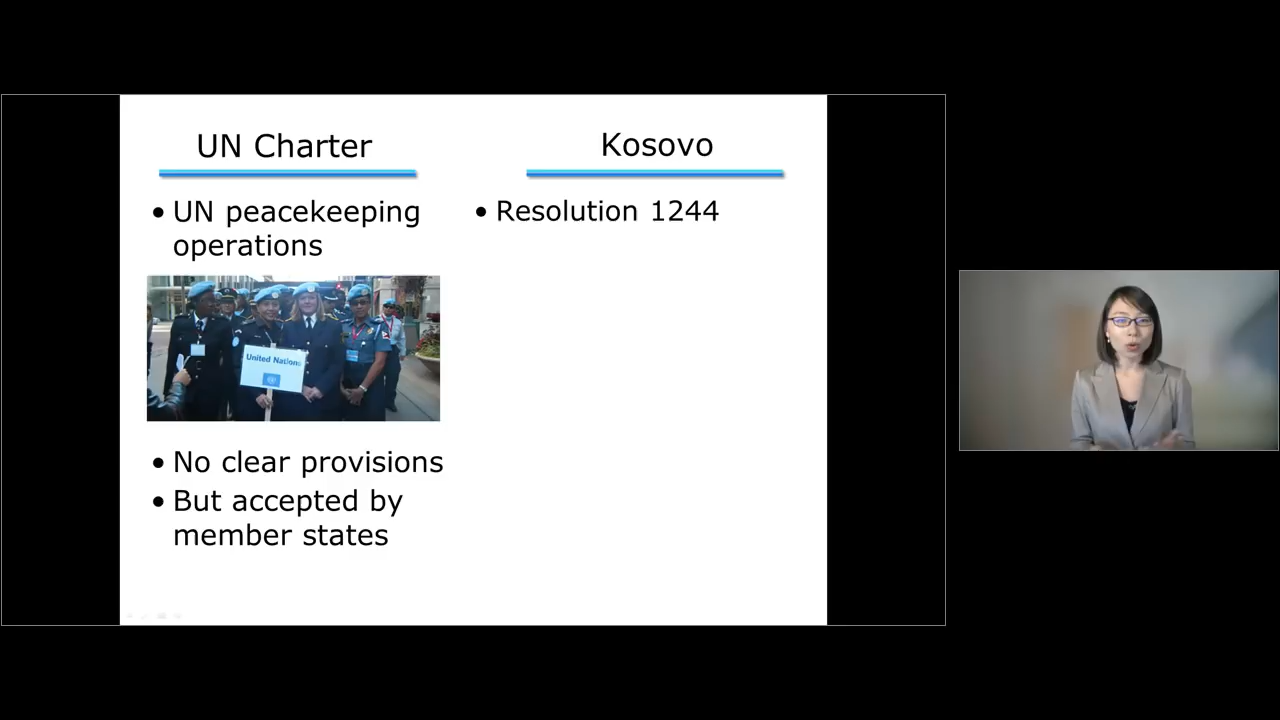 UN Charter
• UN peacekeeping
operations
United Nations
• No clear provisions
• But accepted by
member states
Kosovo
• Resolution 1244